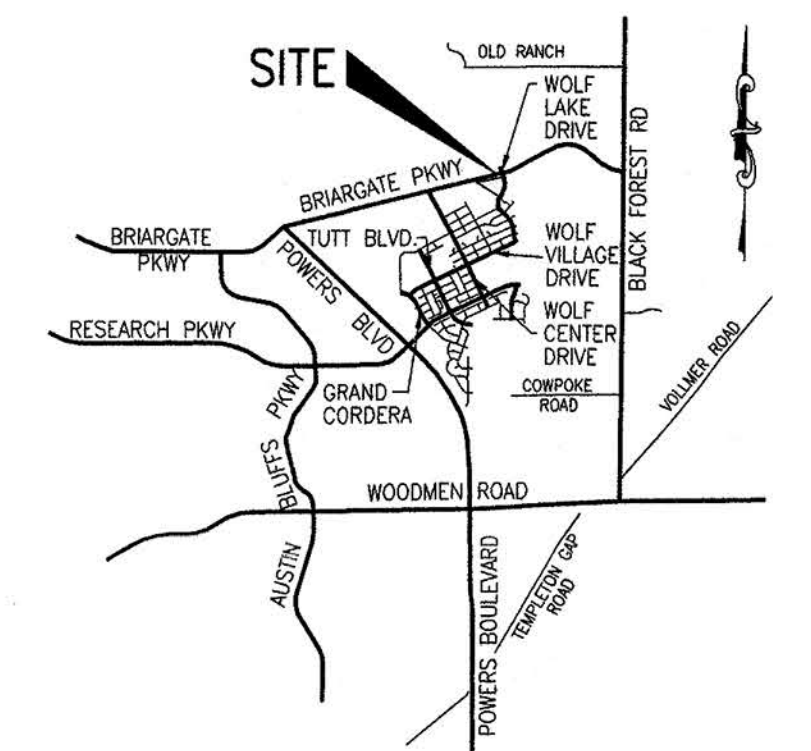 OLD RANCH
SITE
WOLF
LAKE
DRIVE
BLACK FOREST RD
BRIARGATE PKWY
BRIARGATE
PKWY
TUTT BLVD.
POWERS BLVD
WOLF
VILLAGE
DRIVE
RESEARCH PKWY
WOLF
CENTER
DRIVE
VOLLMER ROAD
GRAND
CORDERA
COWPOKE
ROAD
AUSTIN BLUFFS PKWY
WOODMEN ROAD
POWERS BOULEVARD
TEMPLETON GAP
ROAD